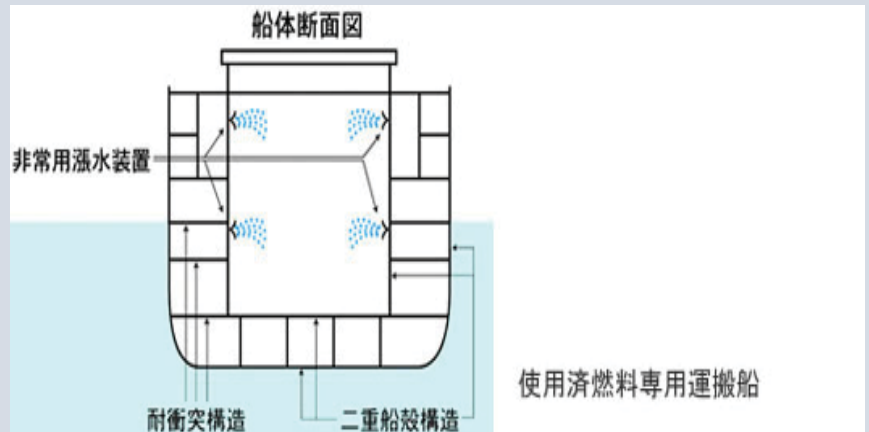 船体断面図
非常用漲水装置
使用済燃料専用運搬船
耐衝突構造
二重船殻構造